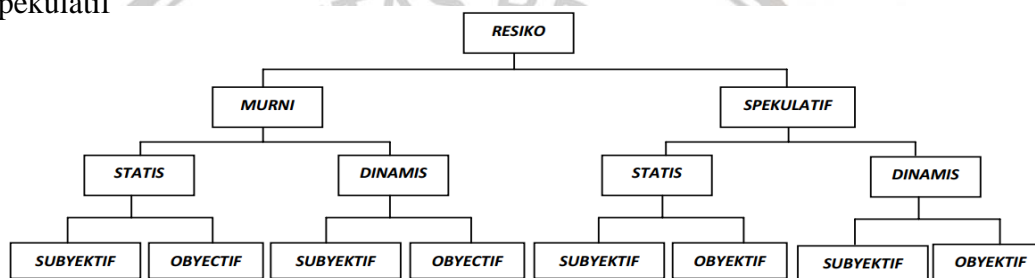 pekulatif
RESIKO
MURNI
SPEKULATIF
STATIS
DINAMIS
STATIS
DINAMIS
SUBYEKTIF
OBYECTIF
SUBYEKTIF
OBYECTIF
SUBYEKTIF
OBYEKTIF
SUBYEKTIF
OBYEKTIF